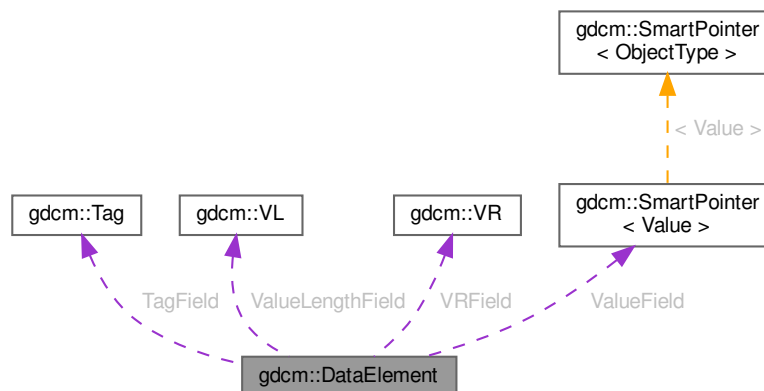 gdcm::SmartPointer
< ObjectType >
< Value >
gdcm::Tag
gdcm::VL
gdcm::VR
gdcm::SmartPointer
< Value >
TagField
ValueLengthField
VRField
ValueField
gdcm::DataElement